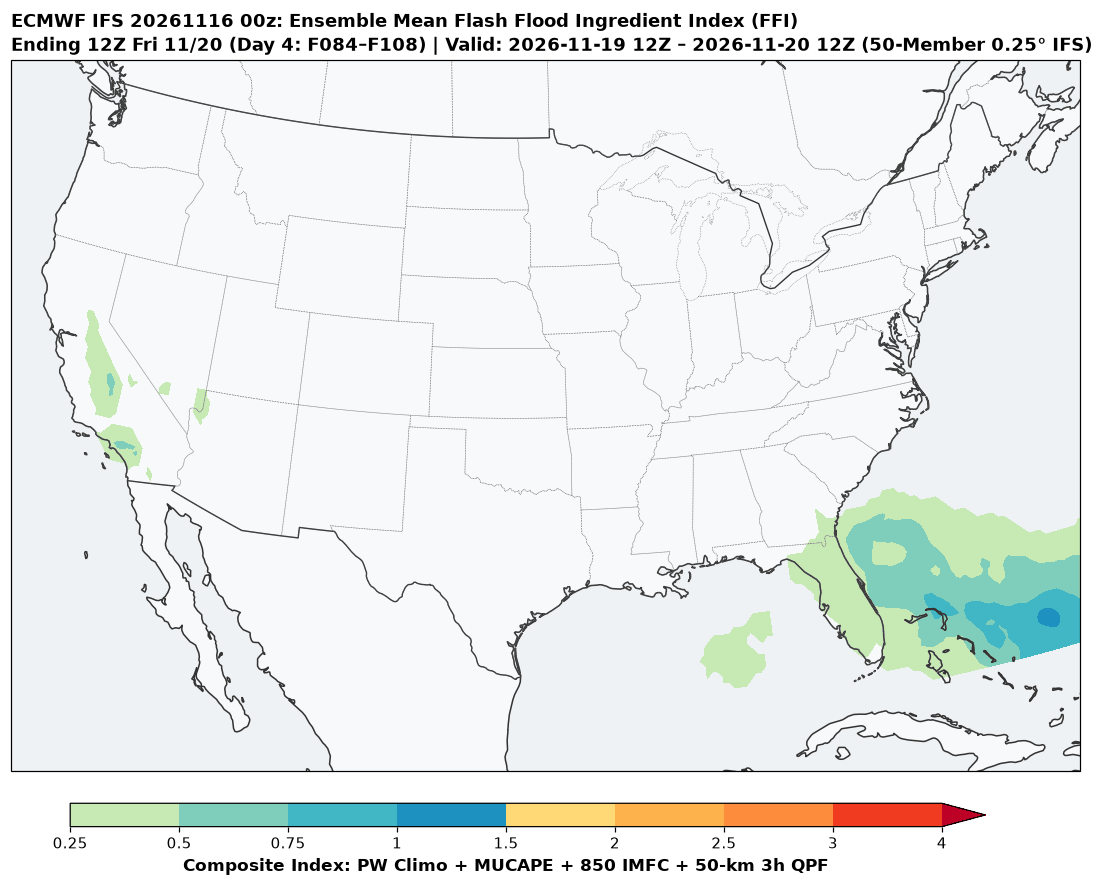 ECMWF IFS 20261116 00z: Ensemble Mean Flash Flood Ingredient Index (FFI)
Ending 12Z Fri 11/20 (Day 4: F084–F108) | Valid: 2026-11-19 12Z – 2026-11-20 12Z (50-Member 0.25° IFS)
0.25 0.5 0.75 1 1.5 2 2.5 3 4
Composite Index: PW Climo + MUCAPE + 850 IMFC + 50-km 3h QPF